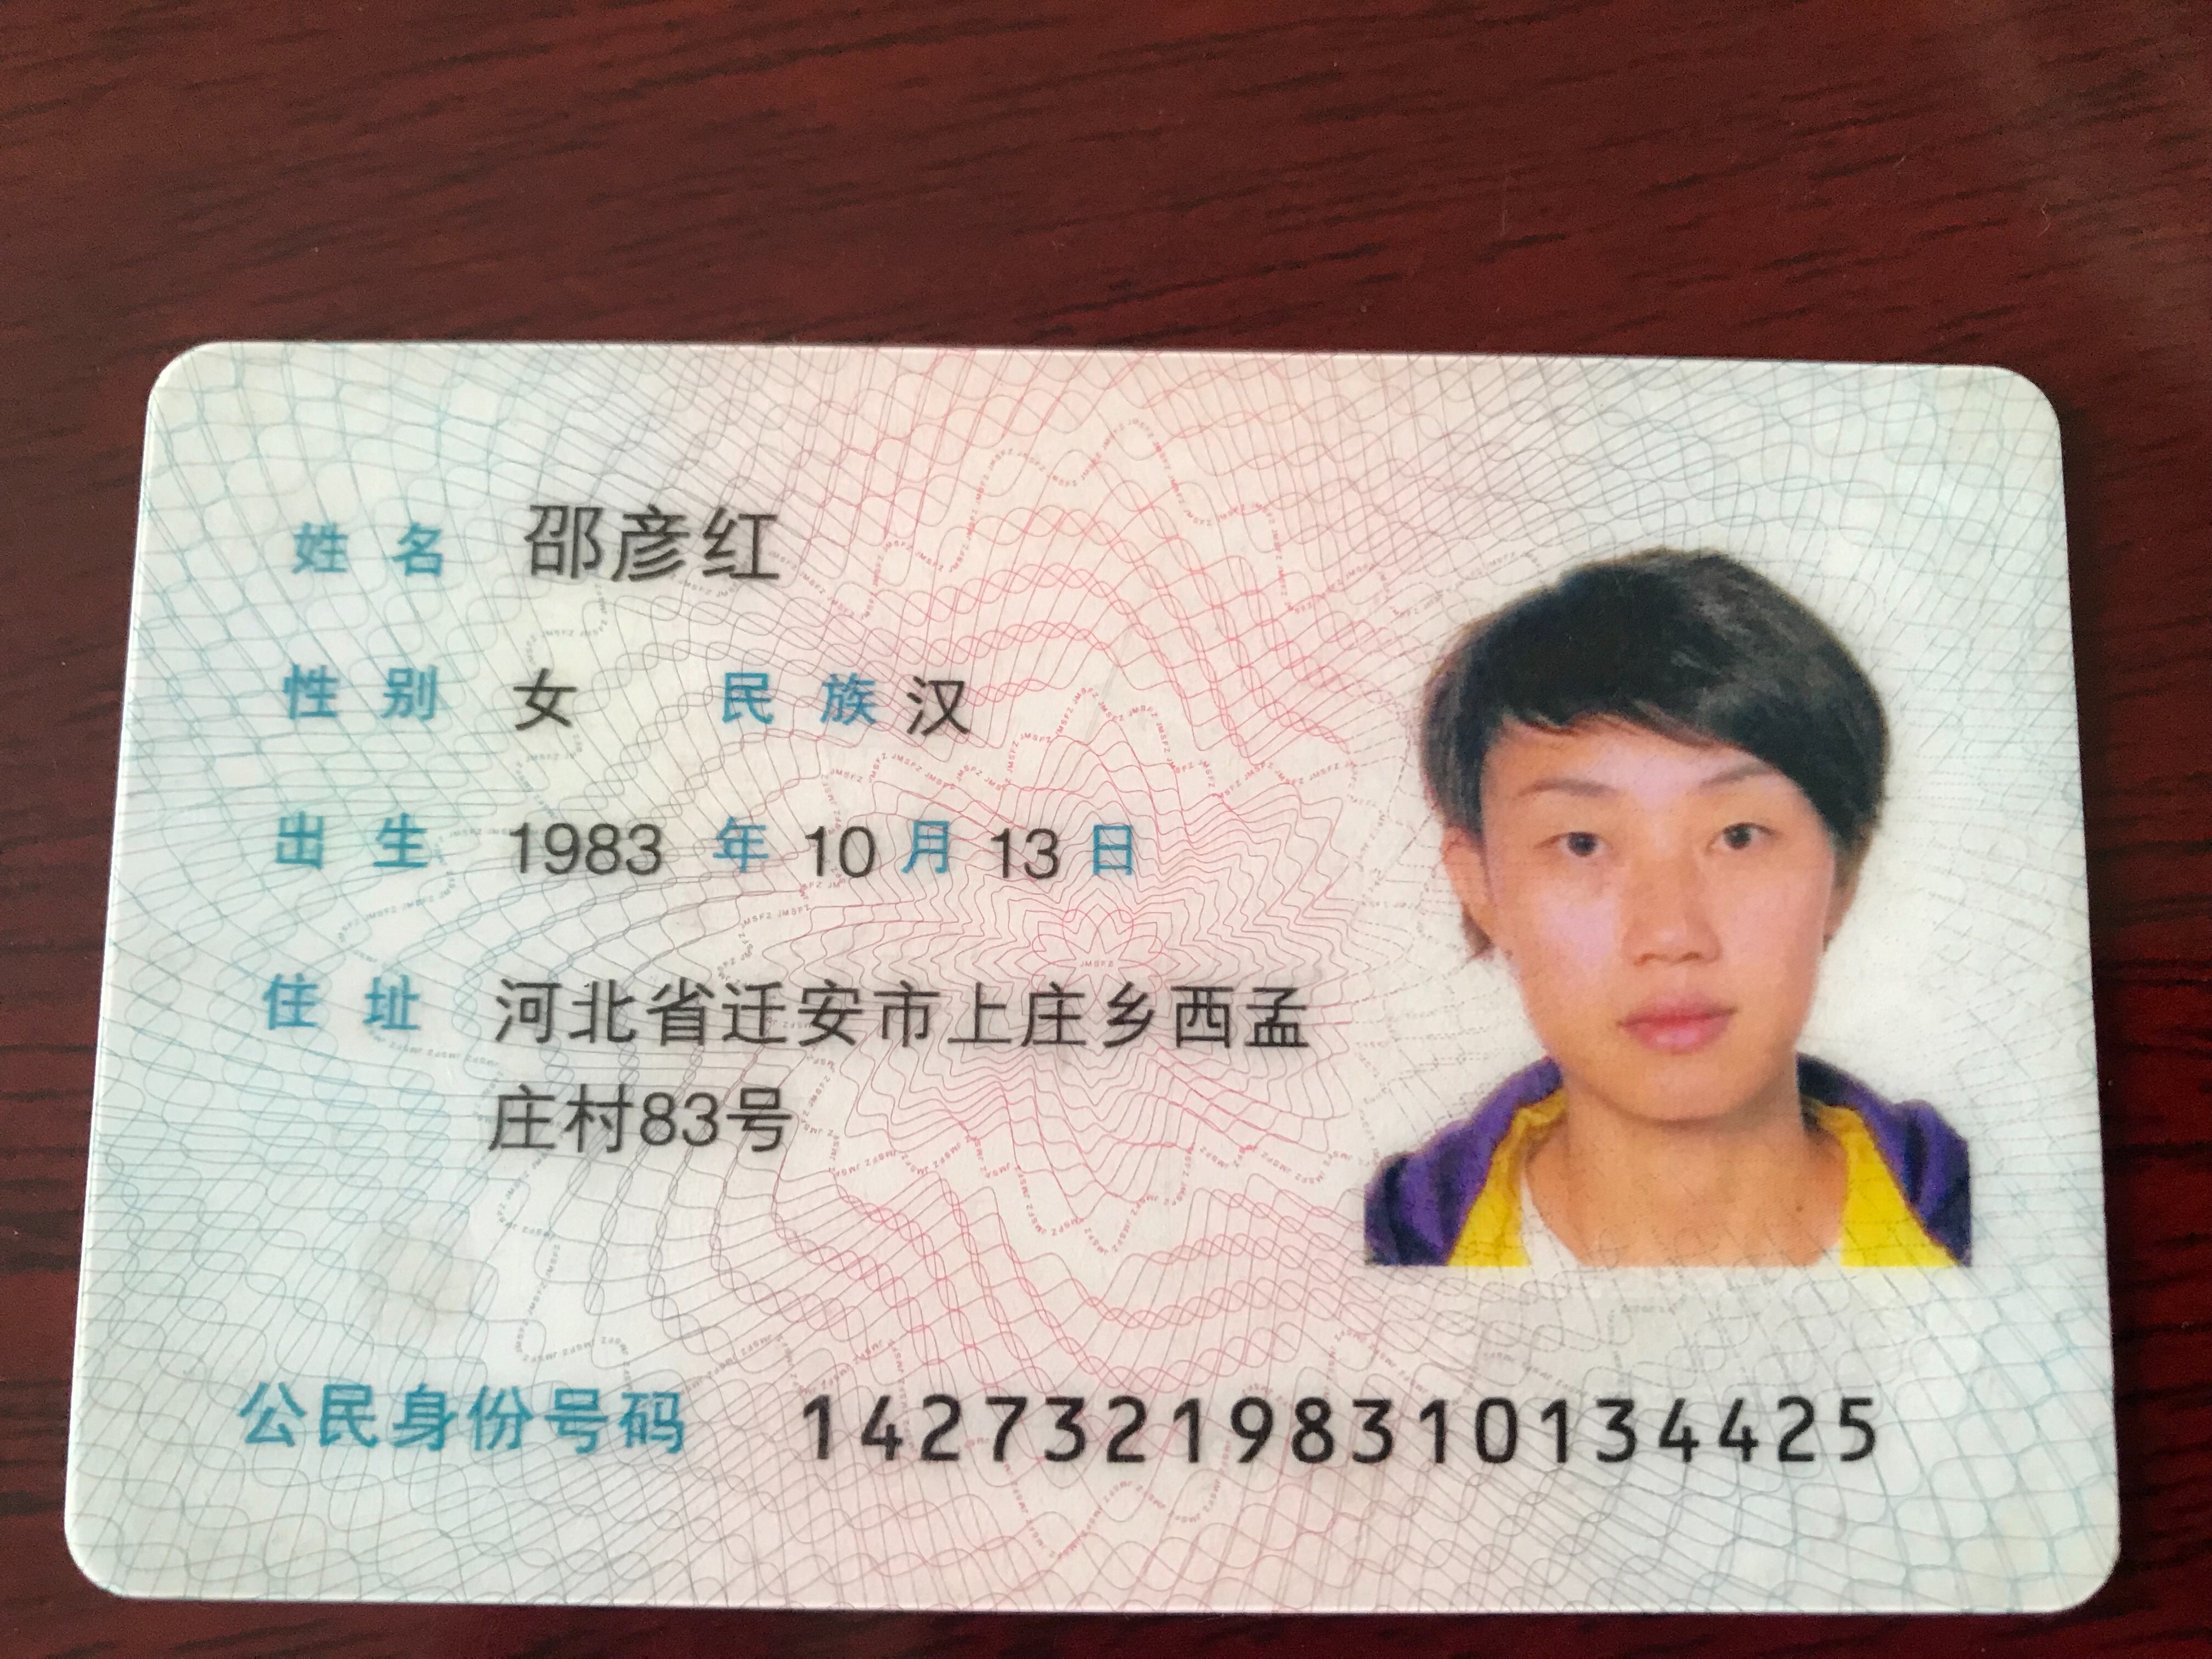 姓名 邵彦红
性别 女 民族 汉
出生 1983 年 10 月 13 日
住址 河北省迁安市上庄乡西孟
庄村83号
公民身份号码 142732198310134425